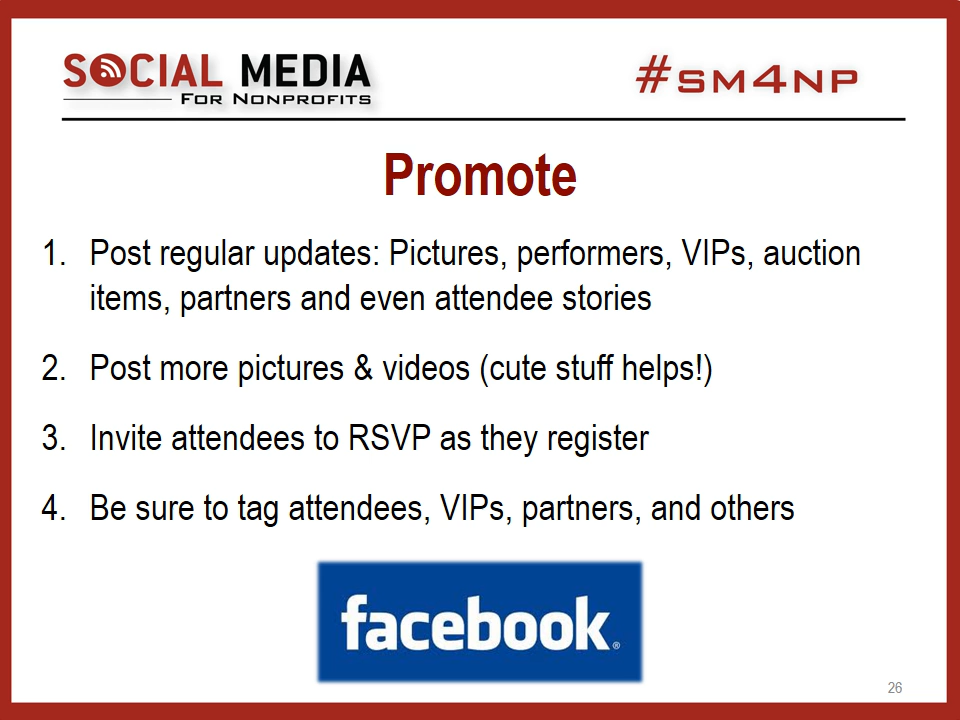 SOCIAL MEDIA
FOR NONPROFITS
#SM4NP
Promote
1. Post regular updates: Pictures, performers, VIPs, auction
items, partners and even attendee stories
2. Post more pictures & videos (cute stuff helps!)
3. Invite attendees to RSVP as they register
4. Be sure to tag attendees, VIPs, partners, and others
facebook®
26